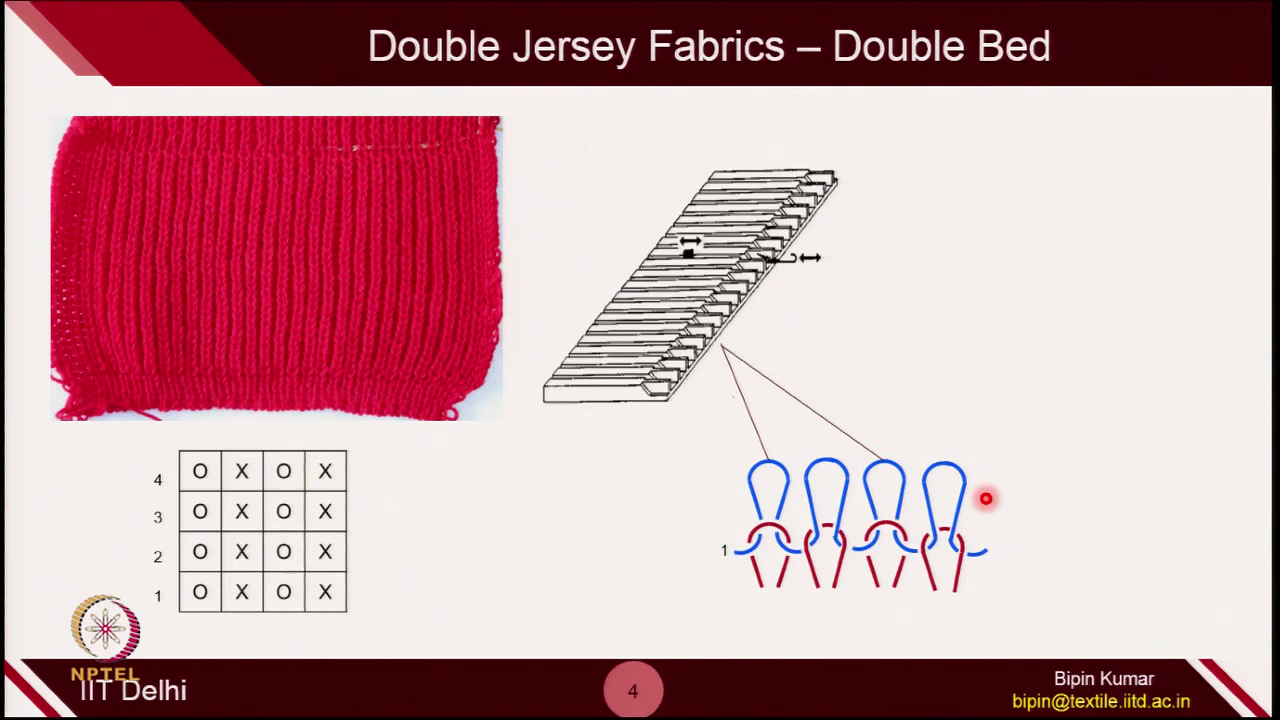 Double Jersey Fabrics – Double Bed
4 O X O X
3 O X O X
2 O X O X
1 O X O X
1
NPTEL
IIT Delhi
4
Bipin Kumar
bipin@textile.iitd.ac.in